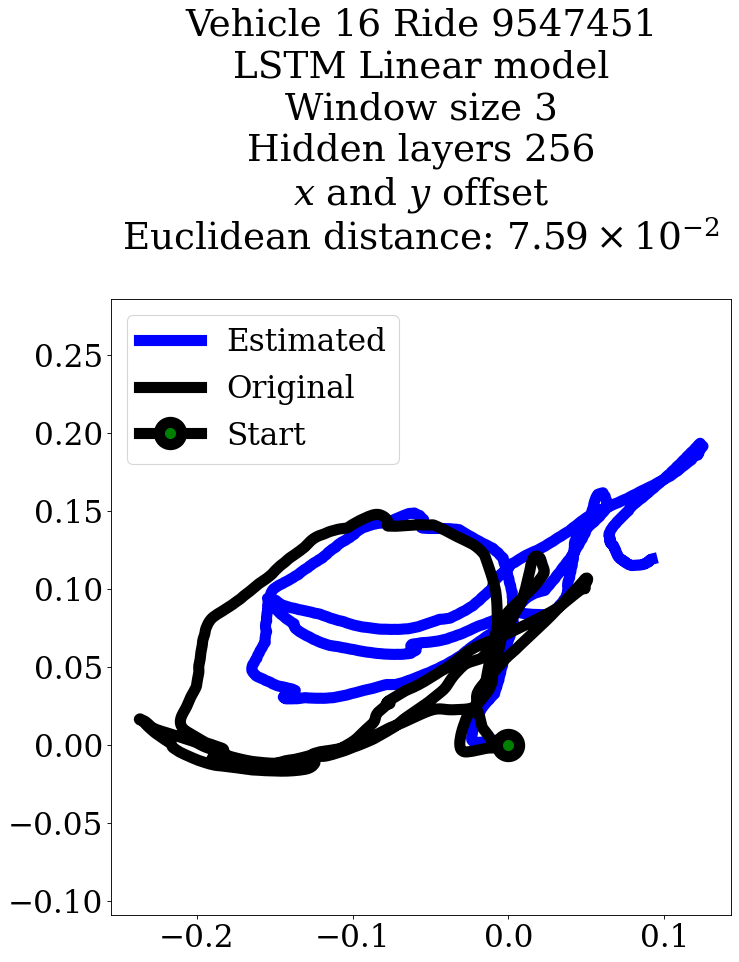 Vehicle 16 Ride 9547451
LSTM Linear model
Window size 3
Hidden layers 256
x and y offset
Euclidean distance: 7.59 × 10⁻²
Estimated
Original
Start
0.25
0.20
0.15
0.10
0.05
0.00
−0.05
−0.10
−0.2 −0.1 0.0 0.1